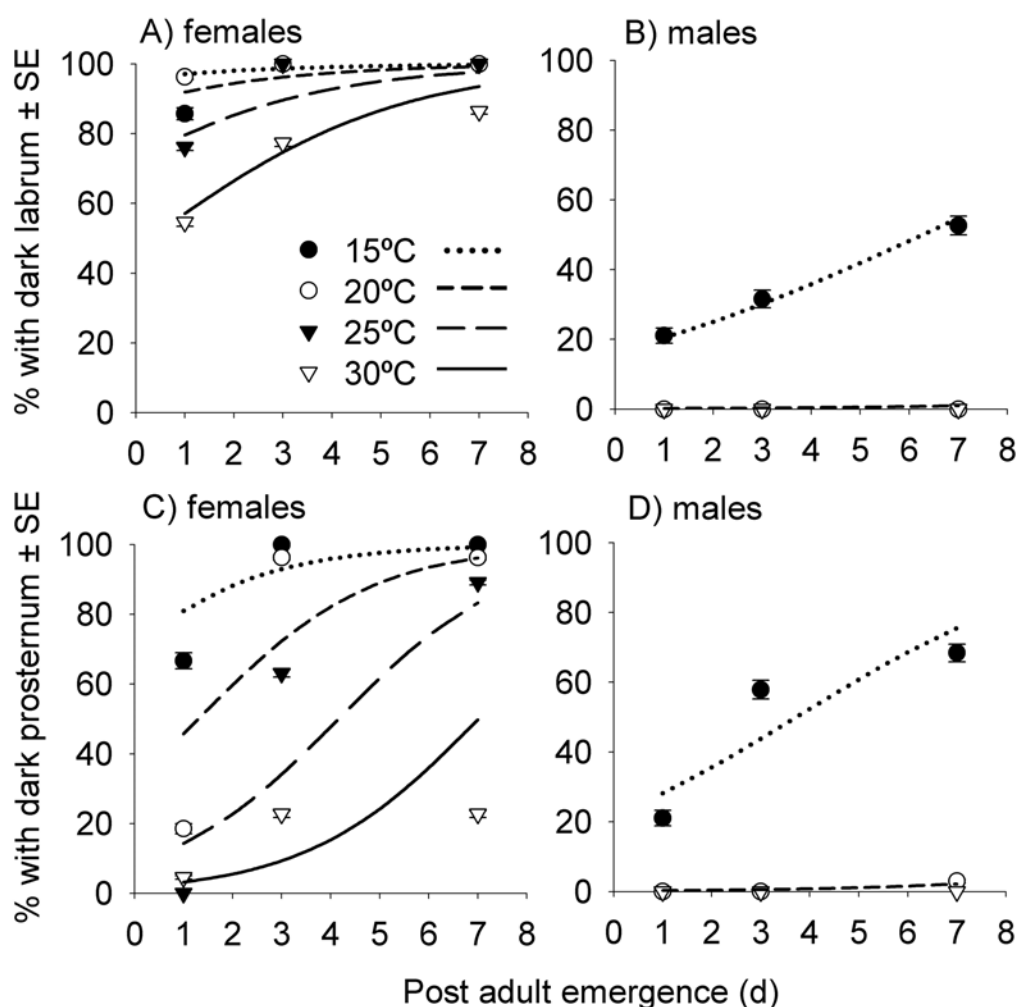 A) females
B) males
% with dark labrum ± SE
100
80
60
40
20
0
15ºC
20ºC
25ºC
30ºC
0 1 2 3 4 5 6 7 8
100
80
60
40
20
0
0 1 2 3 4 5 6 7 8
C) females
D) males
% with dark prosternum ± SE
100
80
60
40
20
0
0 1 2 3 4 5 6 7 8
100
80
60
40
20
0
0 1 2 3 4 5 6 7 8
Post adult emergence (d)